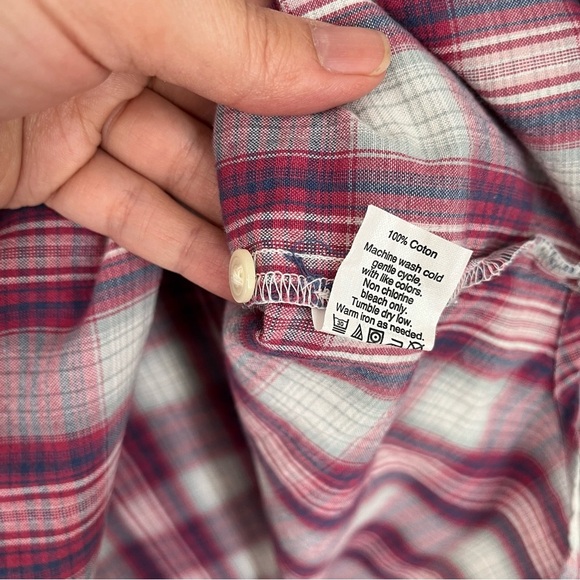 100% Coton
Machine wash cold
gentle cycle,
with like colors.
Non chlorine
bleach only.
Tumble dry low.
Warm iron as needed.